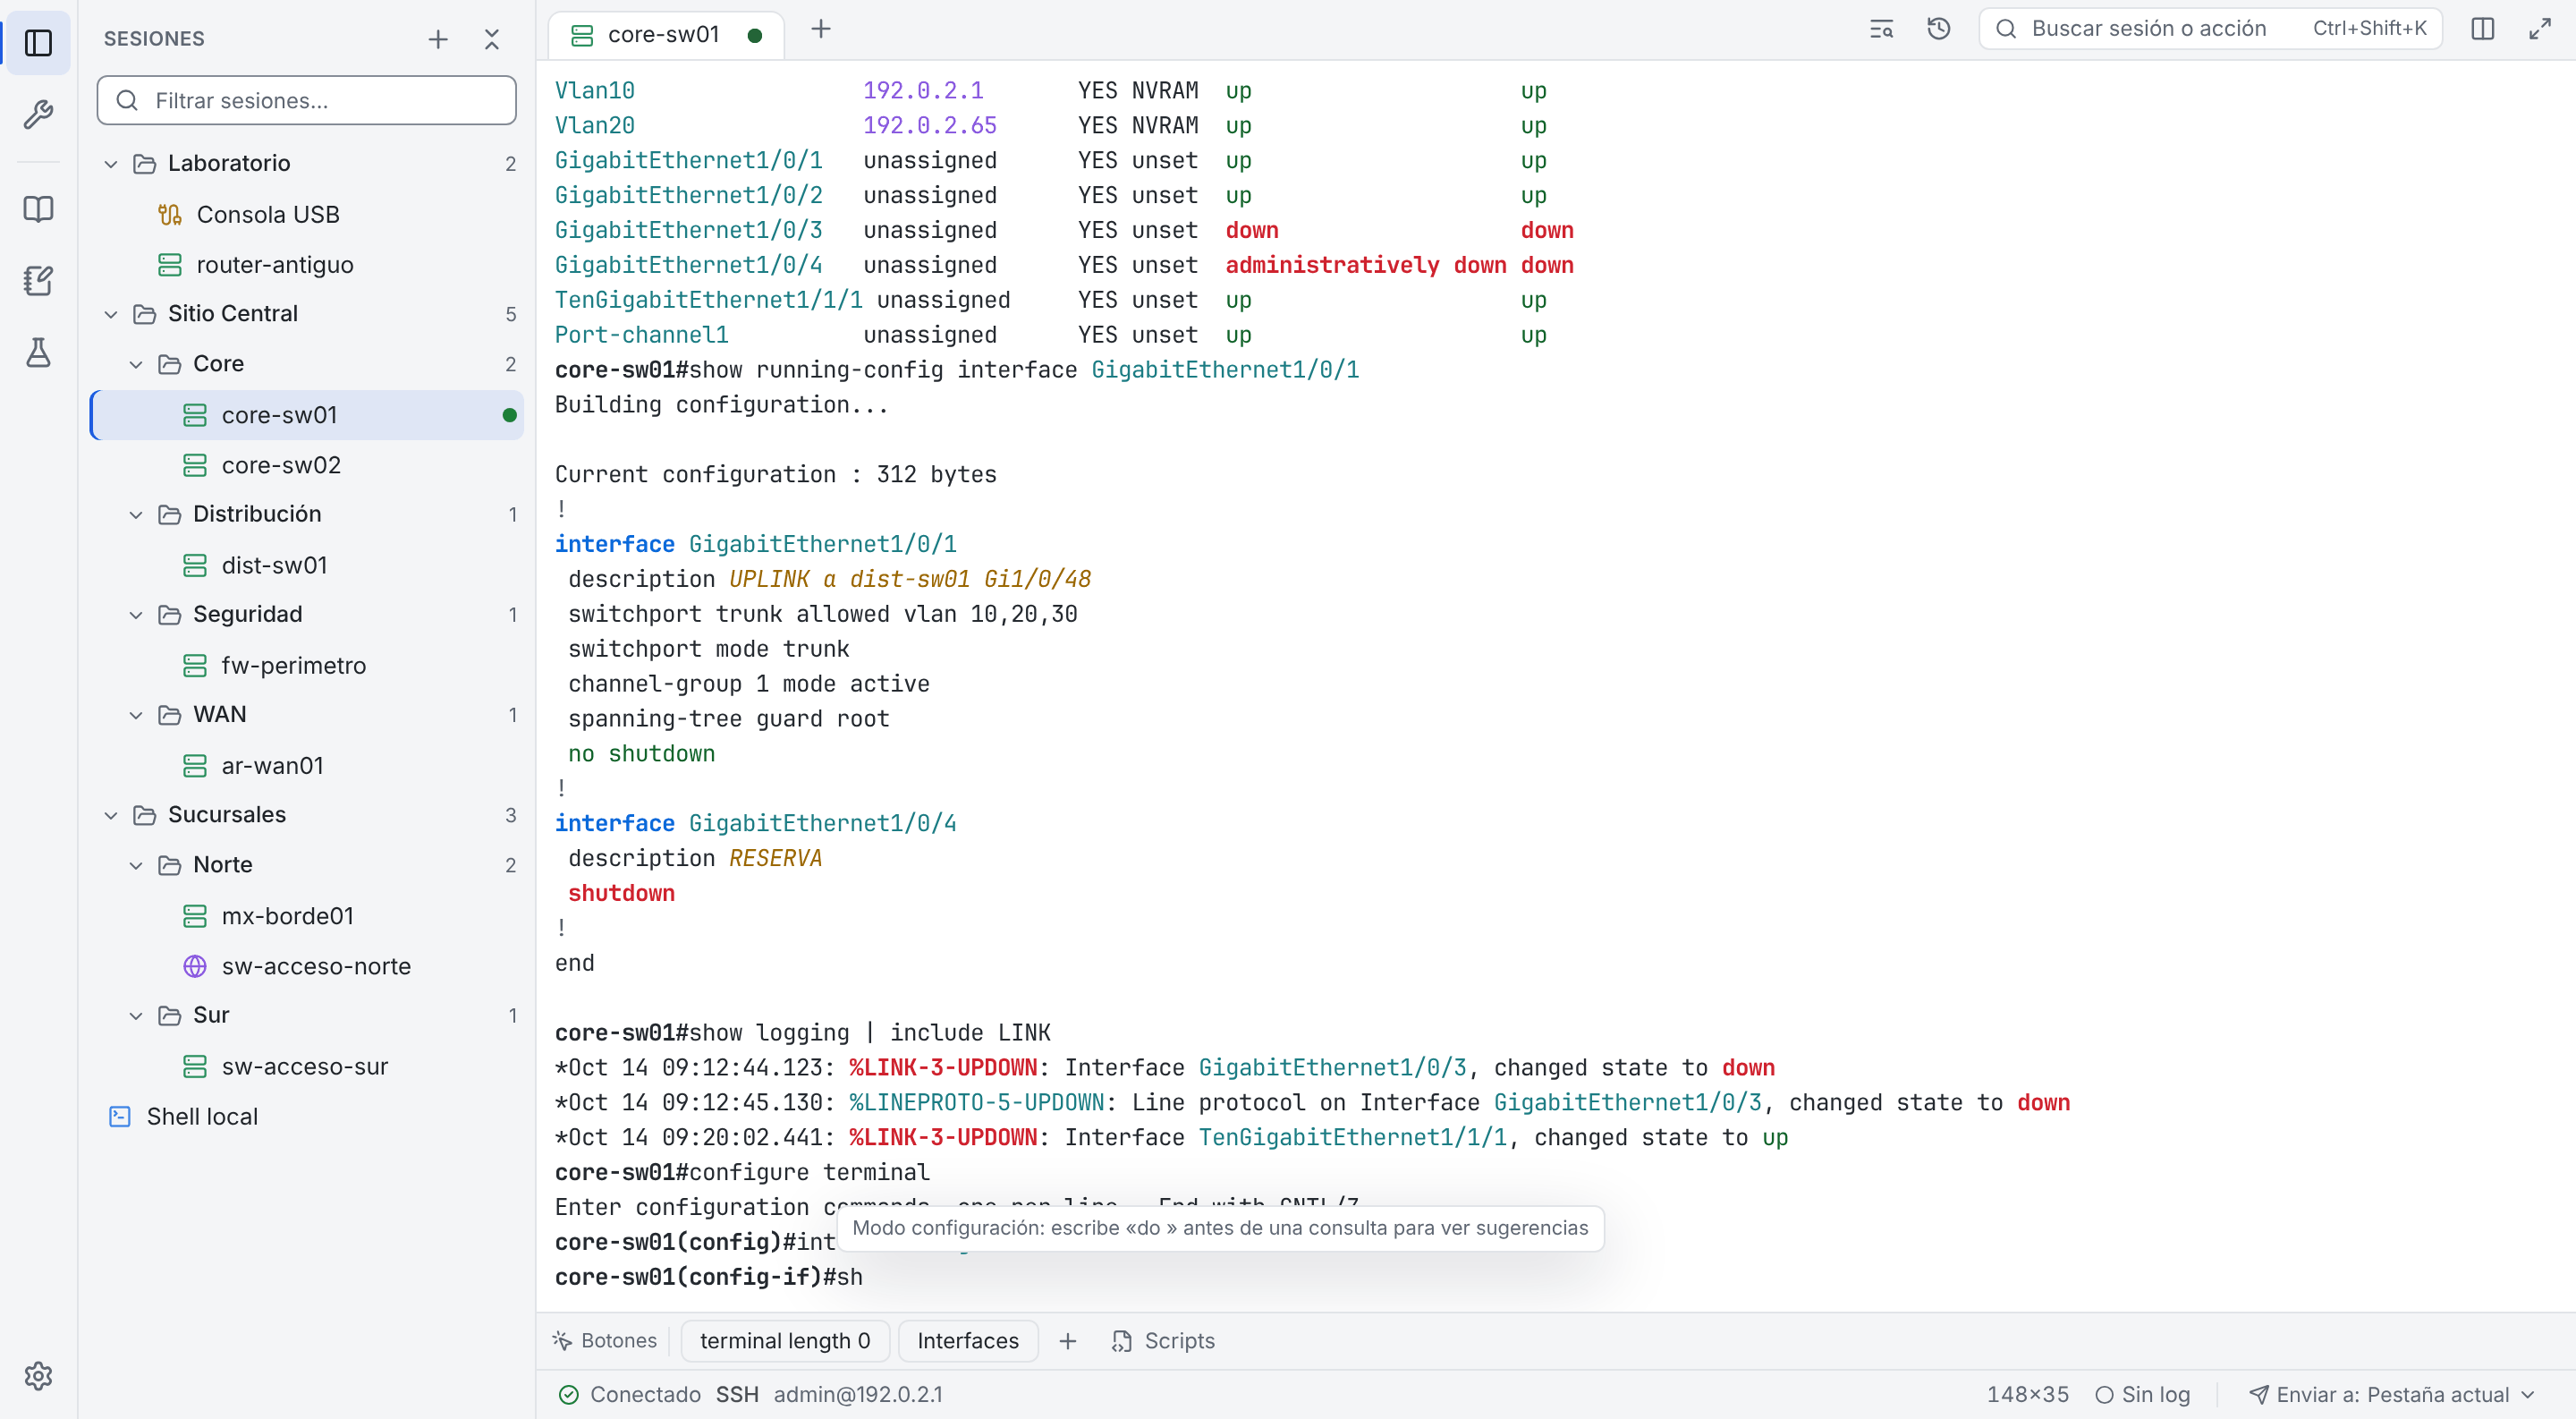 SESIONES
Filtrar sesiones...
Laboratorio 2
Consola USB
router-antiguo
Sitio Central 5
Core 2
core-sw01
core-sw02
Distribución 1
dist-sw01
Seguridad 1
fw-perimetro
WAN 1
ar-wan01
Sucursales 3
Norte 2
mx-borde01
sw-acceso-norte
Sur 1
sw-acceso-sur
Shell local
core-sw01
Buscar sesión o acción Ctrl+Shift+K
Vlan10 192.0.2.1 YES NVRAM up up
Vlan20 192.0.2.65 YES NVRAM up up
GigabitEthernet1/0/1 unassigned YES unset up up
GigabitEthernet1/0/2 unassigned YES unset up up
GigabitEthernet1/0/3 unassigned YES unset down down
GigabitEthernet1/0/4 unassigned YES unset administratively down down
TenGigabitEthernet1/1/1 unassigned YES unset up up
Port-channel1 unassigned YES unset up up
core-sw01#show running-config interface GigabitEthernet1/0/1
Building configuration...
Current configuration : 312 bytes
!
interface GigabitEthernet1/0/1
description UPLINK a dist-sw01 Gi1/0/48
switchport trunk allowed vlan 10,20,30
switchport mode trunk
channel-group 1 mode active
spanning-tree guard root
no shutdown
!
interface GigabitEthernet1/0/4
description RESERVA
shutdown
!
end
core-sw01#show logging | include LINK
*Oct 14 09:12:44.123: %LINK-3-UPDOWN: Interface GigabitEthernet1/0/3, changed state to down
*Oct 14 09:12:45.130: %LINEPROTO-5-UPDOWN: Line protocol on Interface GigabitEthernet1/0/3, changed state to down
*Oct 14 09:20:02.441: %LINK-3-UPDOWN: Interface TenGigabitEthernet1/1/1, changed state to up
core-sw01#configure terminal
Enter configuration commands, one per line. End with CNTL/Z
Modo configuración: escribe «do » antes de una consulta para ver sugerencias
core-sw01(config)#int
core-sw01(config-if)#sh
Botones terminal length 0 Interfaces Scripts
Conectado SSH admin@192.0.2.1 148×35 Sin log Enviar a: Pestaña actual